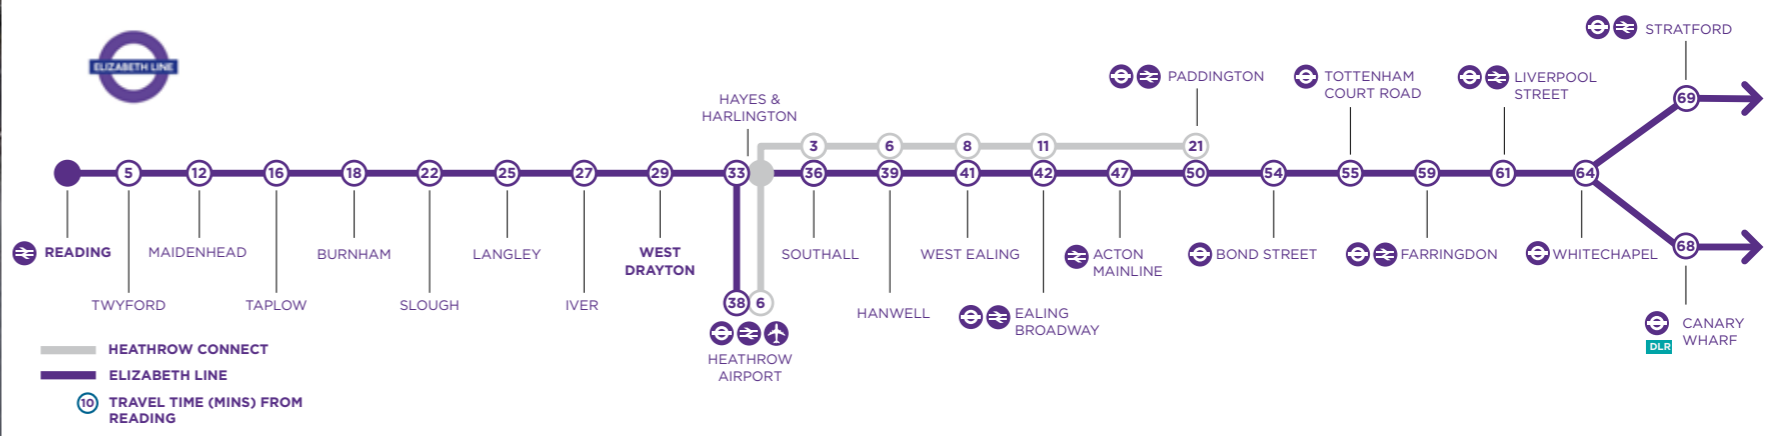 ELIZABETH LINE
STRATFORD
PADDINGTON
TOTTENHAM
COURT ROAD
LIVERPOOL
STREET
HAYES &
HARLINGTON
69
3
6
8
11
21
5
12
16
18
22
25
27
29
33
36
39
41
42
47
50
54
55
59
61
64
READING
MAIDENHEAD
BURNHAM
LANGLEY
WEST
DRAYTON
SOUTHALL
WEST EALING
ACTON
MAINLINE
BOND STREET
FARRINGDON
WHITECHAPEL
68
TWYFORD
TAPLOW
SLOUGH
IVER
38
6
HANWELL
EALING
BROADWAY
CANARY
WHARF
DLR
HEATHROW
AIRPORT
HEATHROW CONNECT
ELIZABETH LINE
10
TRAVEL TIME (MINS) FROM
READING